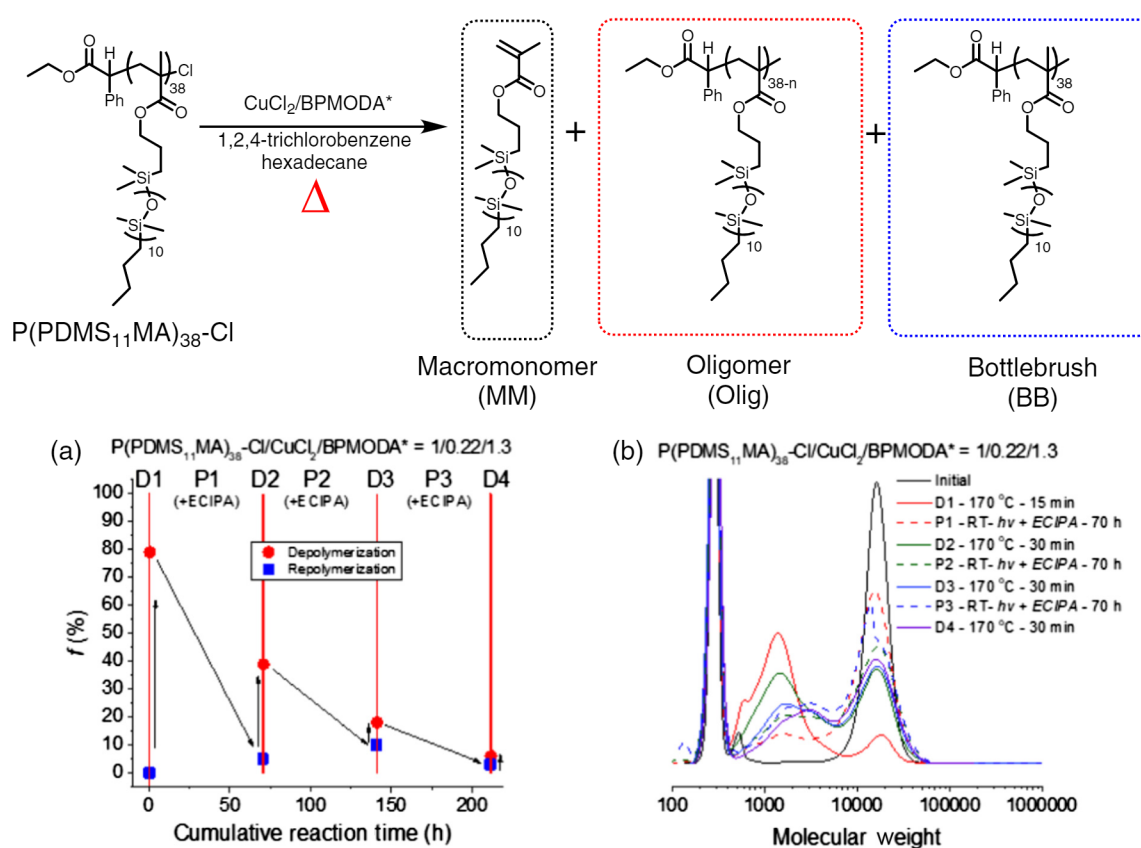 O
O
H
Ph
Cl
38
O
O
Si
O
Si
10
P(PDMS11MA)38-Cl
CuCl2/BPMODA*
1,2,4-trichlorobenzene
hexadecane
Δ
O
O
Si
O
Si
10
Macromonomer
(MM)
+
O
O
H
Ph
38-n
O
O
Si
O
Si
10
Oligomer
(Olig)
+
O
O
H
Ph
38
O
O
Si
O
Si
10
Bottlebrush
(BB)
(a) P(PDMS11MA)38-Cl/CuCl2/BPMODA* = 1/0.22/1.3
D1 P1 D2 P2 D3 P3 D4
(+ECIPA) (+ECIPA) (+ECIPA)
100
90
80
70
60
50
40
30
20
10
0
f (%)
Depolymerization
Repolymerization
0 50 100 150 200
Cumulative reaction time (h)
(b) P(PDMS11MA)38-Cl/CuCl2/BPMODA* = 1/0.22/1.3
Initial
D1 - 170 °C - 15 min
P1 - RT- hv + ECIPA - 70 h
D2 - 170 °C - 30 min
P2 - RT- hv + ECIPA - 70 h
D3 - 170 °C - 30 min
P3 - RT- hv + ECIPA - 70 h
D4 - 170 °C - 30 min
100 1000 10000 100000 1000000
Molecular weight